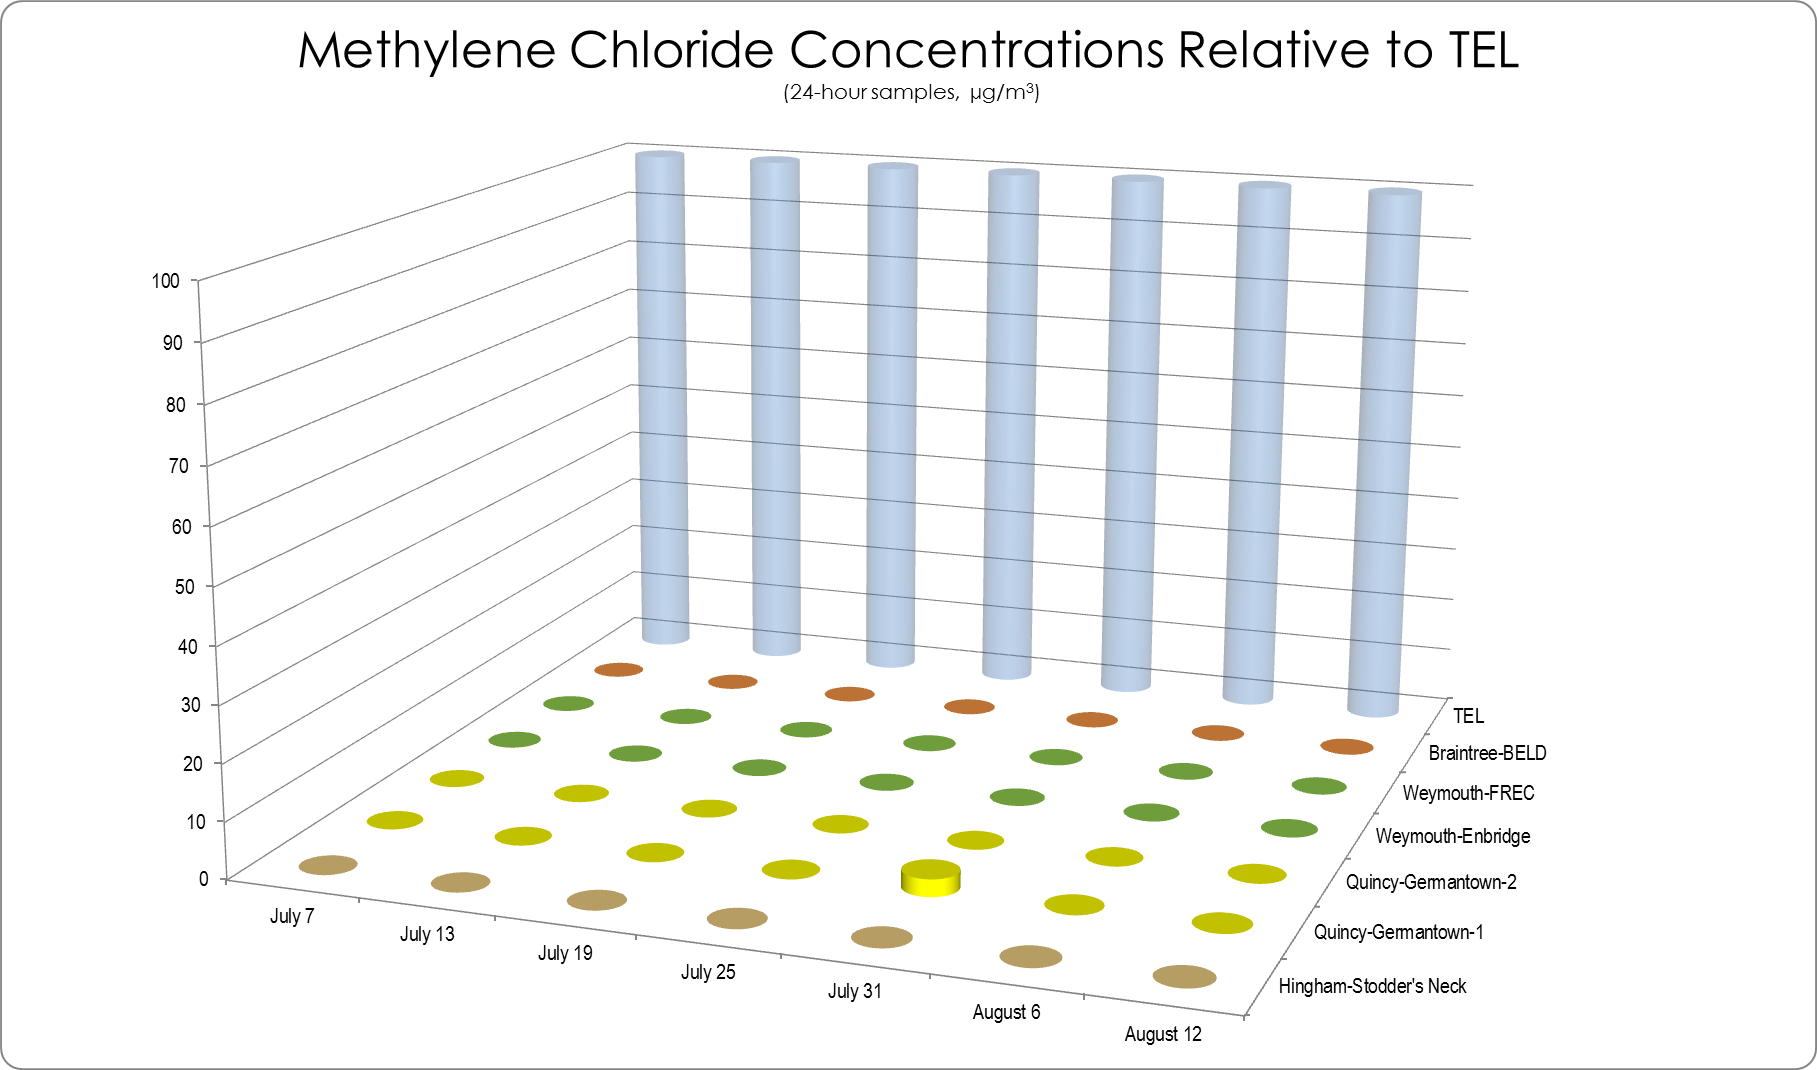 Methylene Chloride Concentrations Relative to TEL
(24-hour samples, µg/m³)
100
90
80
70
60
50
40
30
20
10
0
July 7
July 13
July 19
July 25
July 31
August 6
August 12
TEL
Braintree-BELD
Weymouth-FREC
Weymouth-Enbridge
Quincy-Germantown-2
Quincy-Germantown-1
Hingham-Stodder's Neck